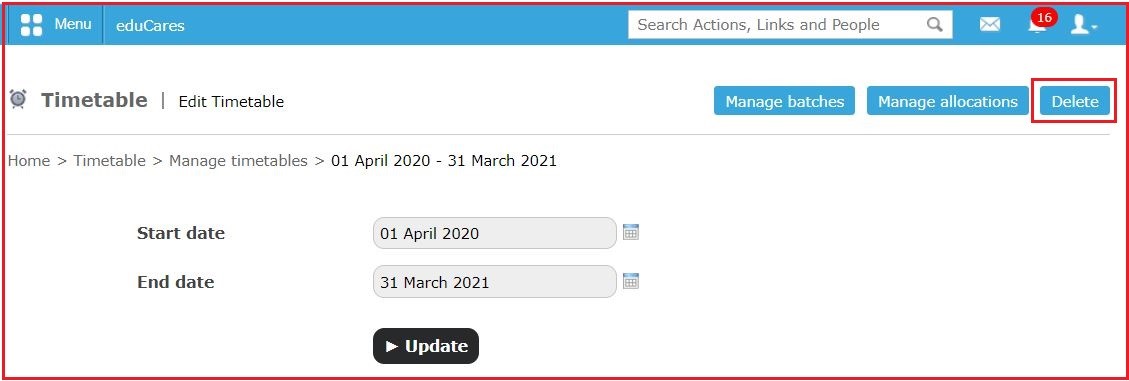 Menu eduCares Search Actions, Links and People 16
Timetable | Edit Timetable Manage batches Manage allocations Delete
Home > Timetable > Manage timetables > 01 April 2020 - 31 March 2021
Start date 01 April 2020
End date 31 March 2021
► Update